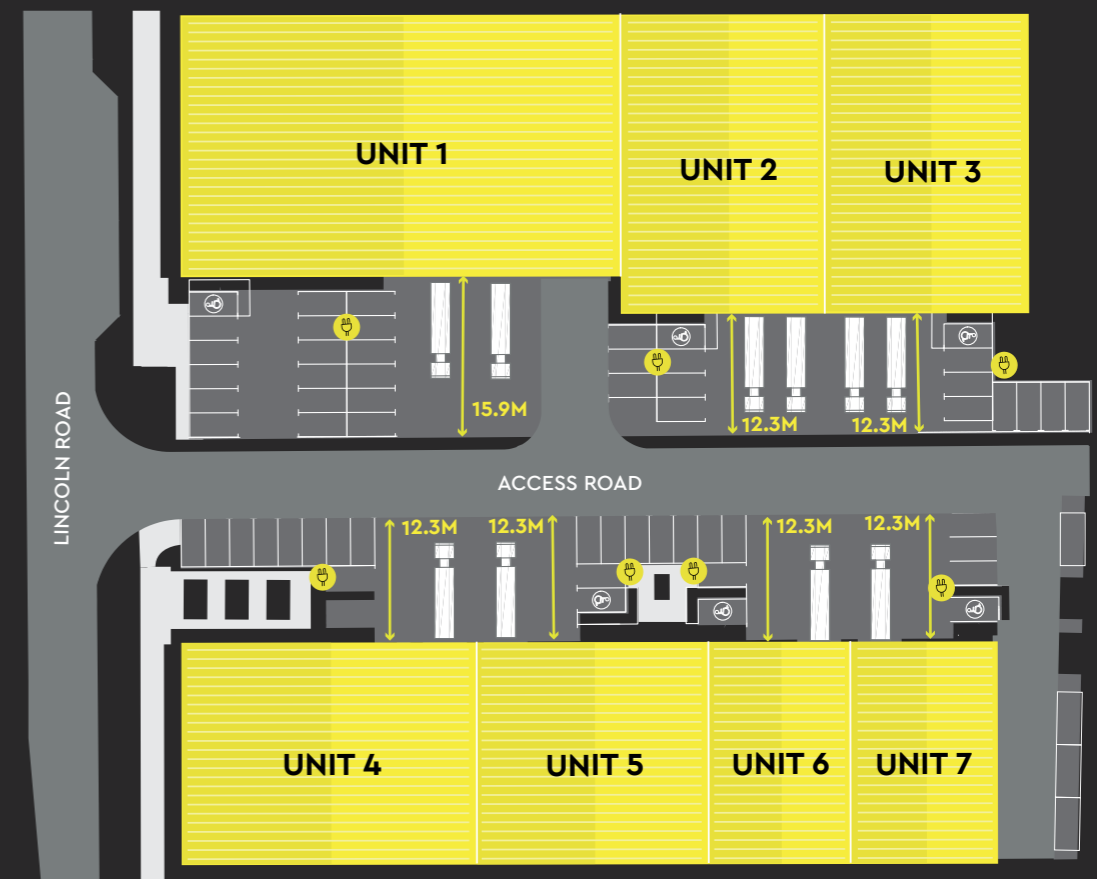 UNIT 1
UNIT 2
UNIT 3
15.9M
12.3M
12.3M
LINCOLN ROAD
ACCESS ROAD
12.3M
12.3M
12.3M
12.3M
UNIT 4
UNIT 5
UNIT 6
UNIT 7